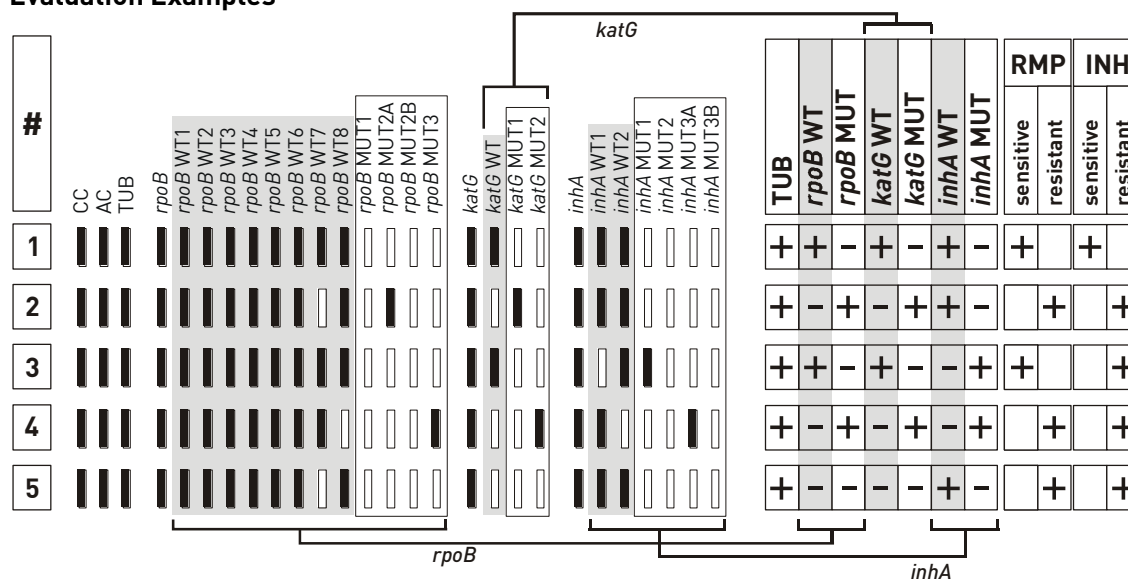 Evaluation Examples
katG
#
CC
AC
TUB
rpoB
rpoB WT1
rpoB WT2
rpoB WT3
rpoB WT4
rpoB WT5
rpoB WT6
rpoB WT7
rpoB WT8
rpoB MUT1
rpoB MUT2A
rpoB MUT2B
rpoB MUT3
katG
katG WT
katG MUT1
katG MUT2
inhA
inhA WT1
inhA WT2
inhA MUT1
inhA MUT2
inhA MUT3A
inhA MUT3B
TUB
rpoB WT
rpoB MUT
katG WT
katG MUT
inhA WT
inhA MUT
RMP INH
sensitive
resistant
sensitive
resistant
1 + + − + − + − + +
2 + − + − + + − + +
3 + + − + − − + + +
4 + − + − + − + + +
5 + − − − − + − + +
rpoB
inhA